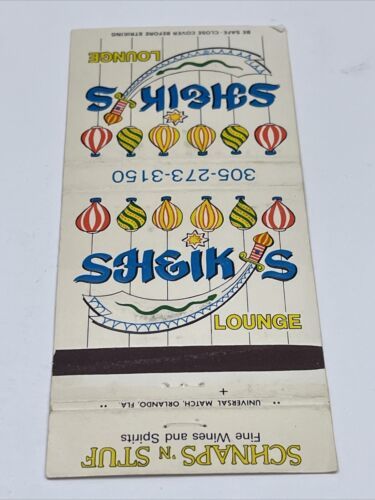 BE SAFE-CLOSE COVER BEFORE STRIKING
LOUNGE
SHEIK'S
305-273-3150
SHEIK'S
LOUNGE
UNIVERSAL MATCH, ORLANDO, FLA
Fine Wines and Spirits
SCHNAPS 'N STUF